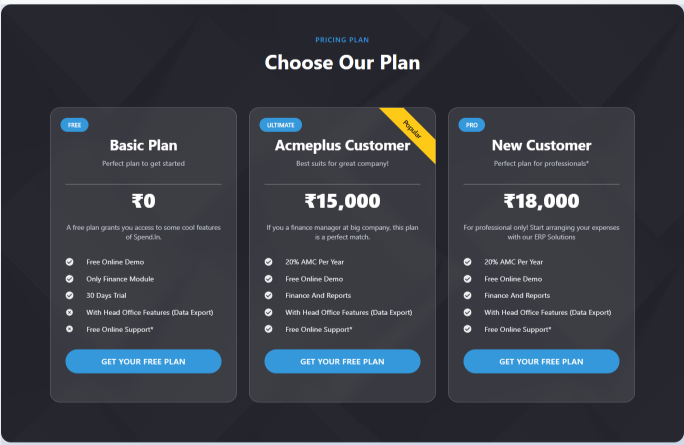 PRICING PLAN
Choose Our Plan
FREE
Basic Plan
Perfect plan to get started
₹0
A free plan grants you access to some cool features
of Spend.In.
Free Online Demo
Only Finance Module
30 Days Trial
With Head Office Features (Data Export)
Free Online Support*
GET YOUR FREE PLAN
ULTIMATE
Popular
Acmeplus Customer
Best suits for great company!
₹15,000
If you a finance manager at big company, this plan
is a perfect match.
20% AMC Per Year
Free Online Demo
Finance And Reports
With Head Office Features (Data Export)
Free Online Support*
GET YOUR FREE PLAN
PRO
New Customer
Perfect plan for professionals*
₹18,000
For professional only! Start arranging your expenses
with our ERP Solutions
20% AMC Per Year
Free Online Demo
Finance And Reports
With Head Office Features (Data Export)
Free Online Support*
GET YOUR FREE PLAN